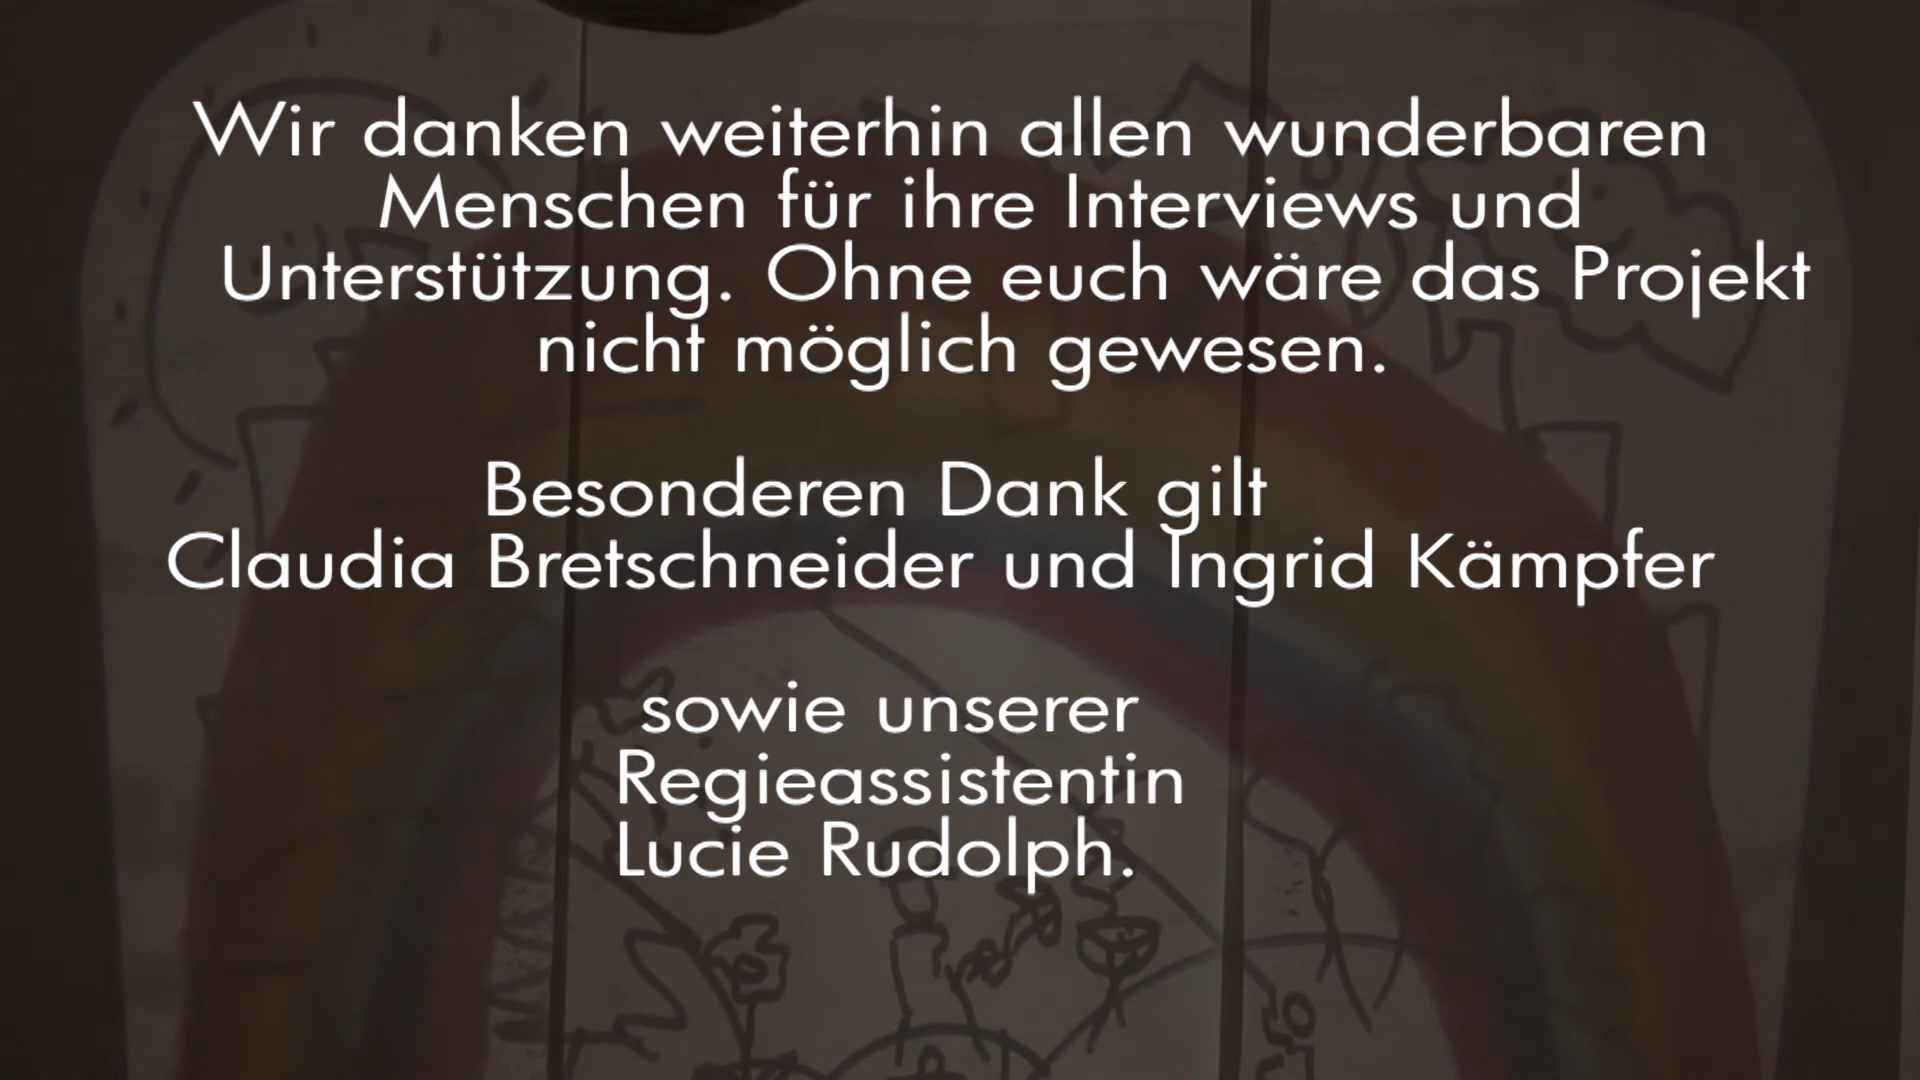 Wir danken weiterhin allen wunderbaren
Menschen für ihre Interviews und
Unterstützung. Ohne euch wäre das Projekt
nicht möglich gewesen.
Besonderen Dank gilt
Claudia Bretschneider und Ingrid Kämpfer
sowie unserer
Regieassistentin
Lucie Rudolph.